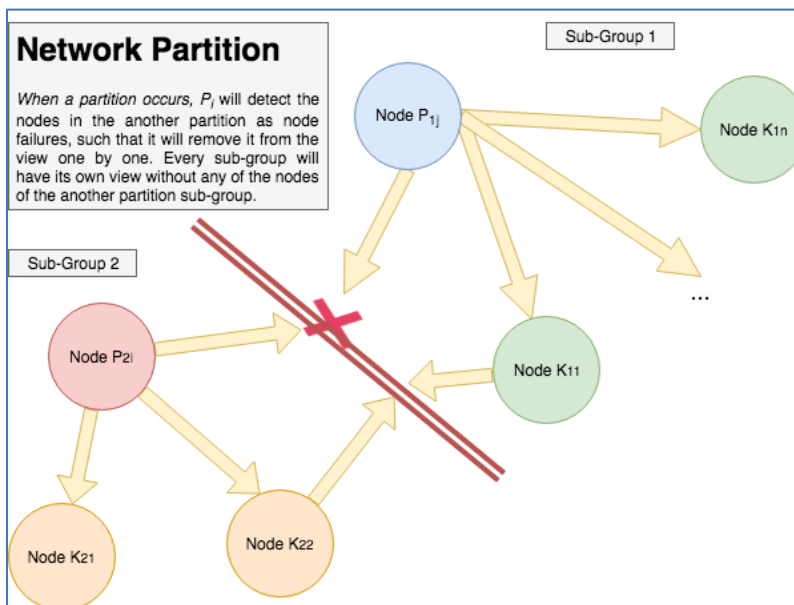 Network Partition
When a partition occurs, Pi will detect the
nodes in the another partition as node
failures, such that it will remove it from the
view one by one. Every sub-group will
have its own view without any of the nodes
of the another partition sub-group.
Sub-Group 1
Node P1j
Node K1n
...
Sub-Group 2
Node P2i
Node K11
Node K21
Node K22